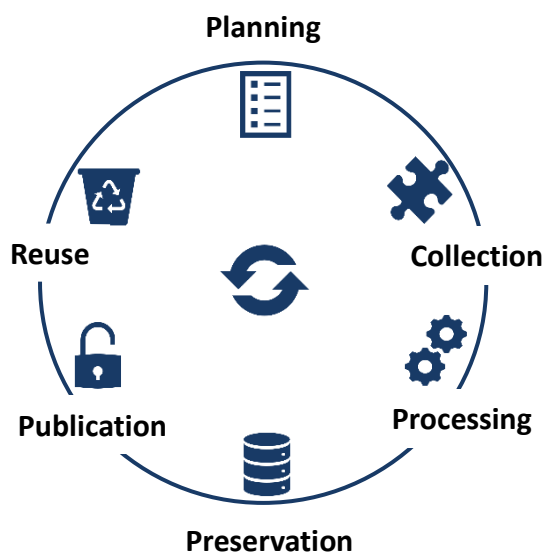 Planning
Collection
Processing
Preservation
Publication
Reuse